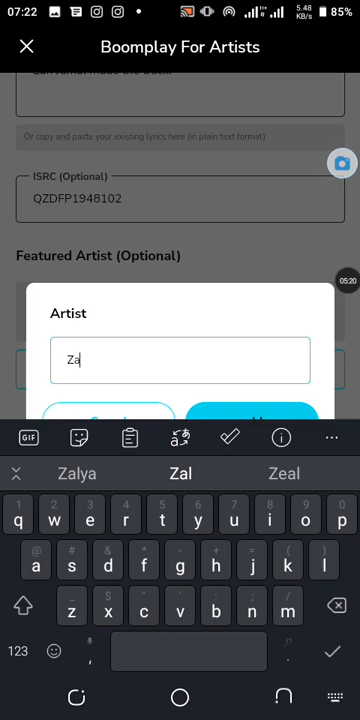 07:22
5.48
KB/s
85%
Boomplay For Artists
Or copy and paste your existing lyrics here (in plain text format)
ISRC (Optional)
QZDFP1948102
Featured Artist (Optional)
05:20
Artist
Za
GIF
Zalya Zal Zeal
1 2 3 4 5 6 7 8 9 0
q w e r t y u i o p
@ # & * - + = ( )
a s d f g h j k l
_ $ " ' : ; /
z x c v b n m
123 , .
,!?